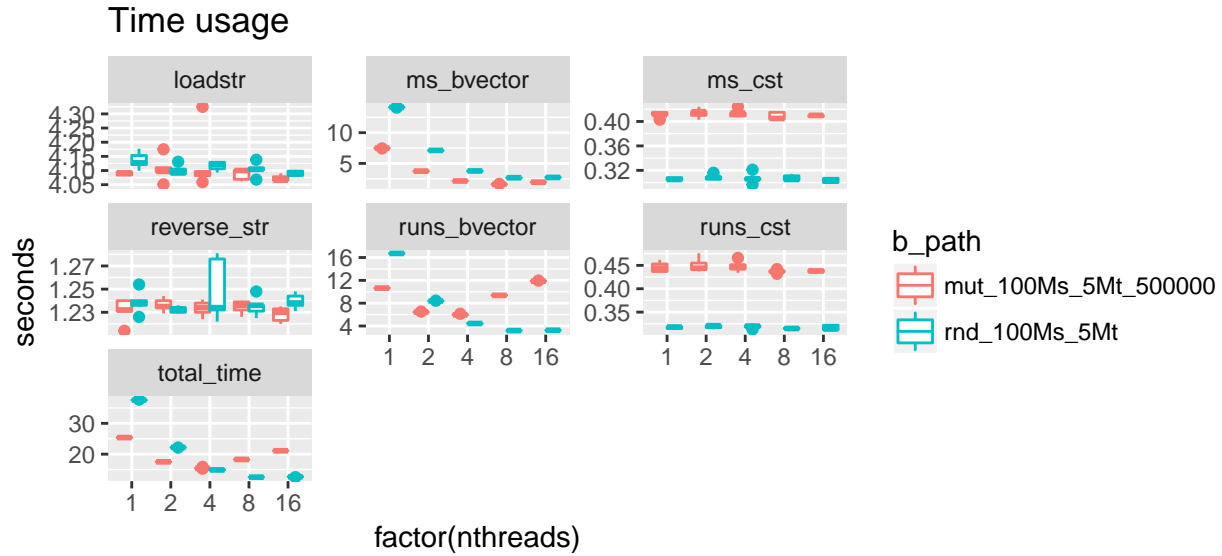 Time usage
loadstr
ms_bvector
ms_cst
4.30
4.25
4.20
4.15
4.10
4.05
10
5
0.40
0.36
0.32
reverse_str
runs_bvector
runs_cst
1.27
1.25
1.23
16
12
8
4
0.45
0.40
0.35
1 2 4 8 16
1 2 4 8 16
total_time
30
20
1 2 4 8 16
seconds
factor(nthreads)
b_path
mut_100Ms_5Mt_500000
rnd_100Ms_5Mt